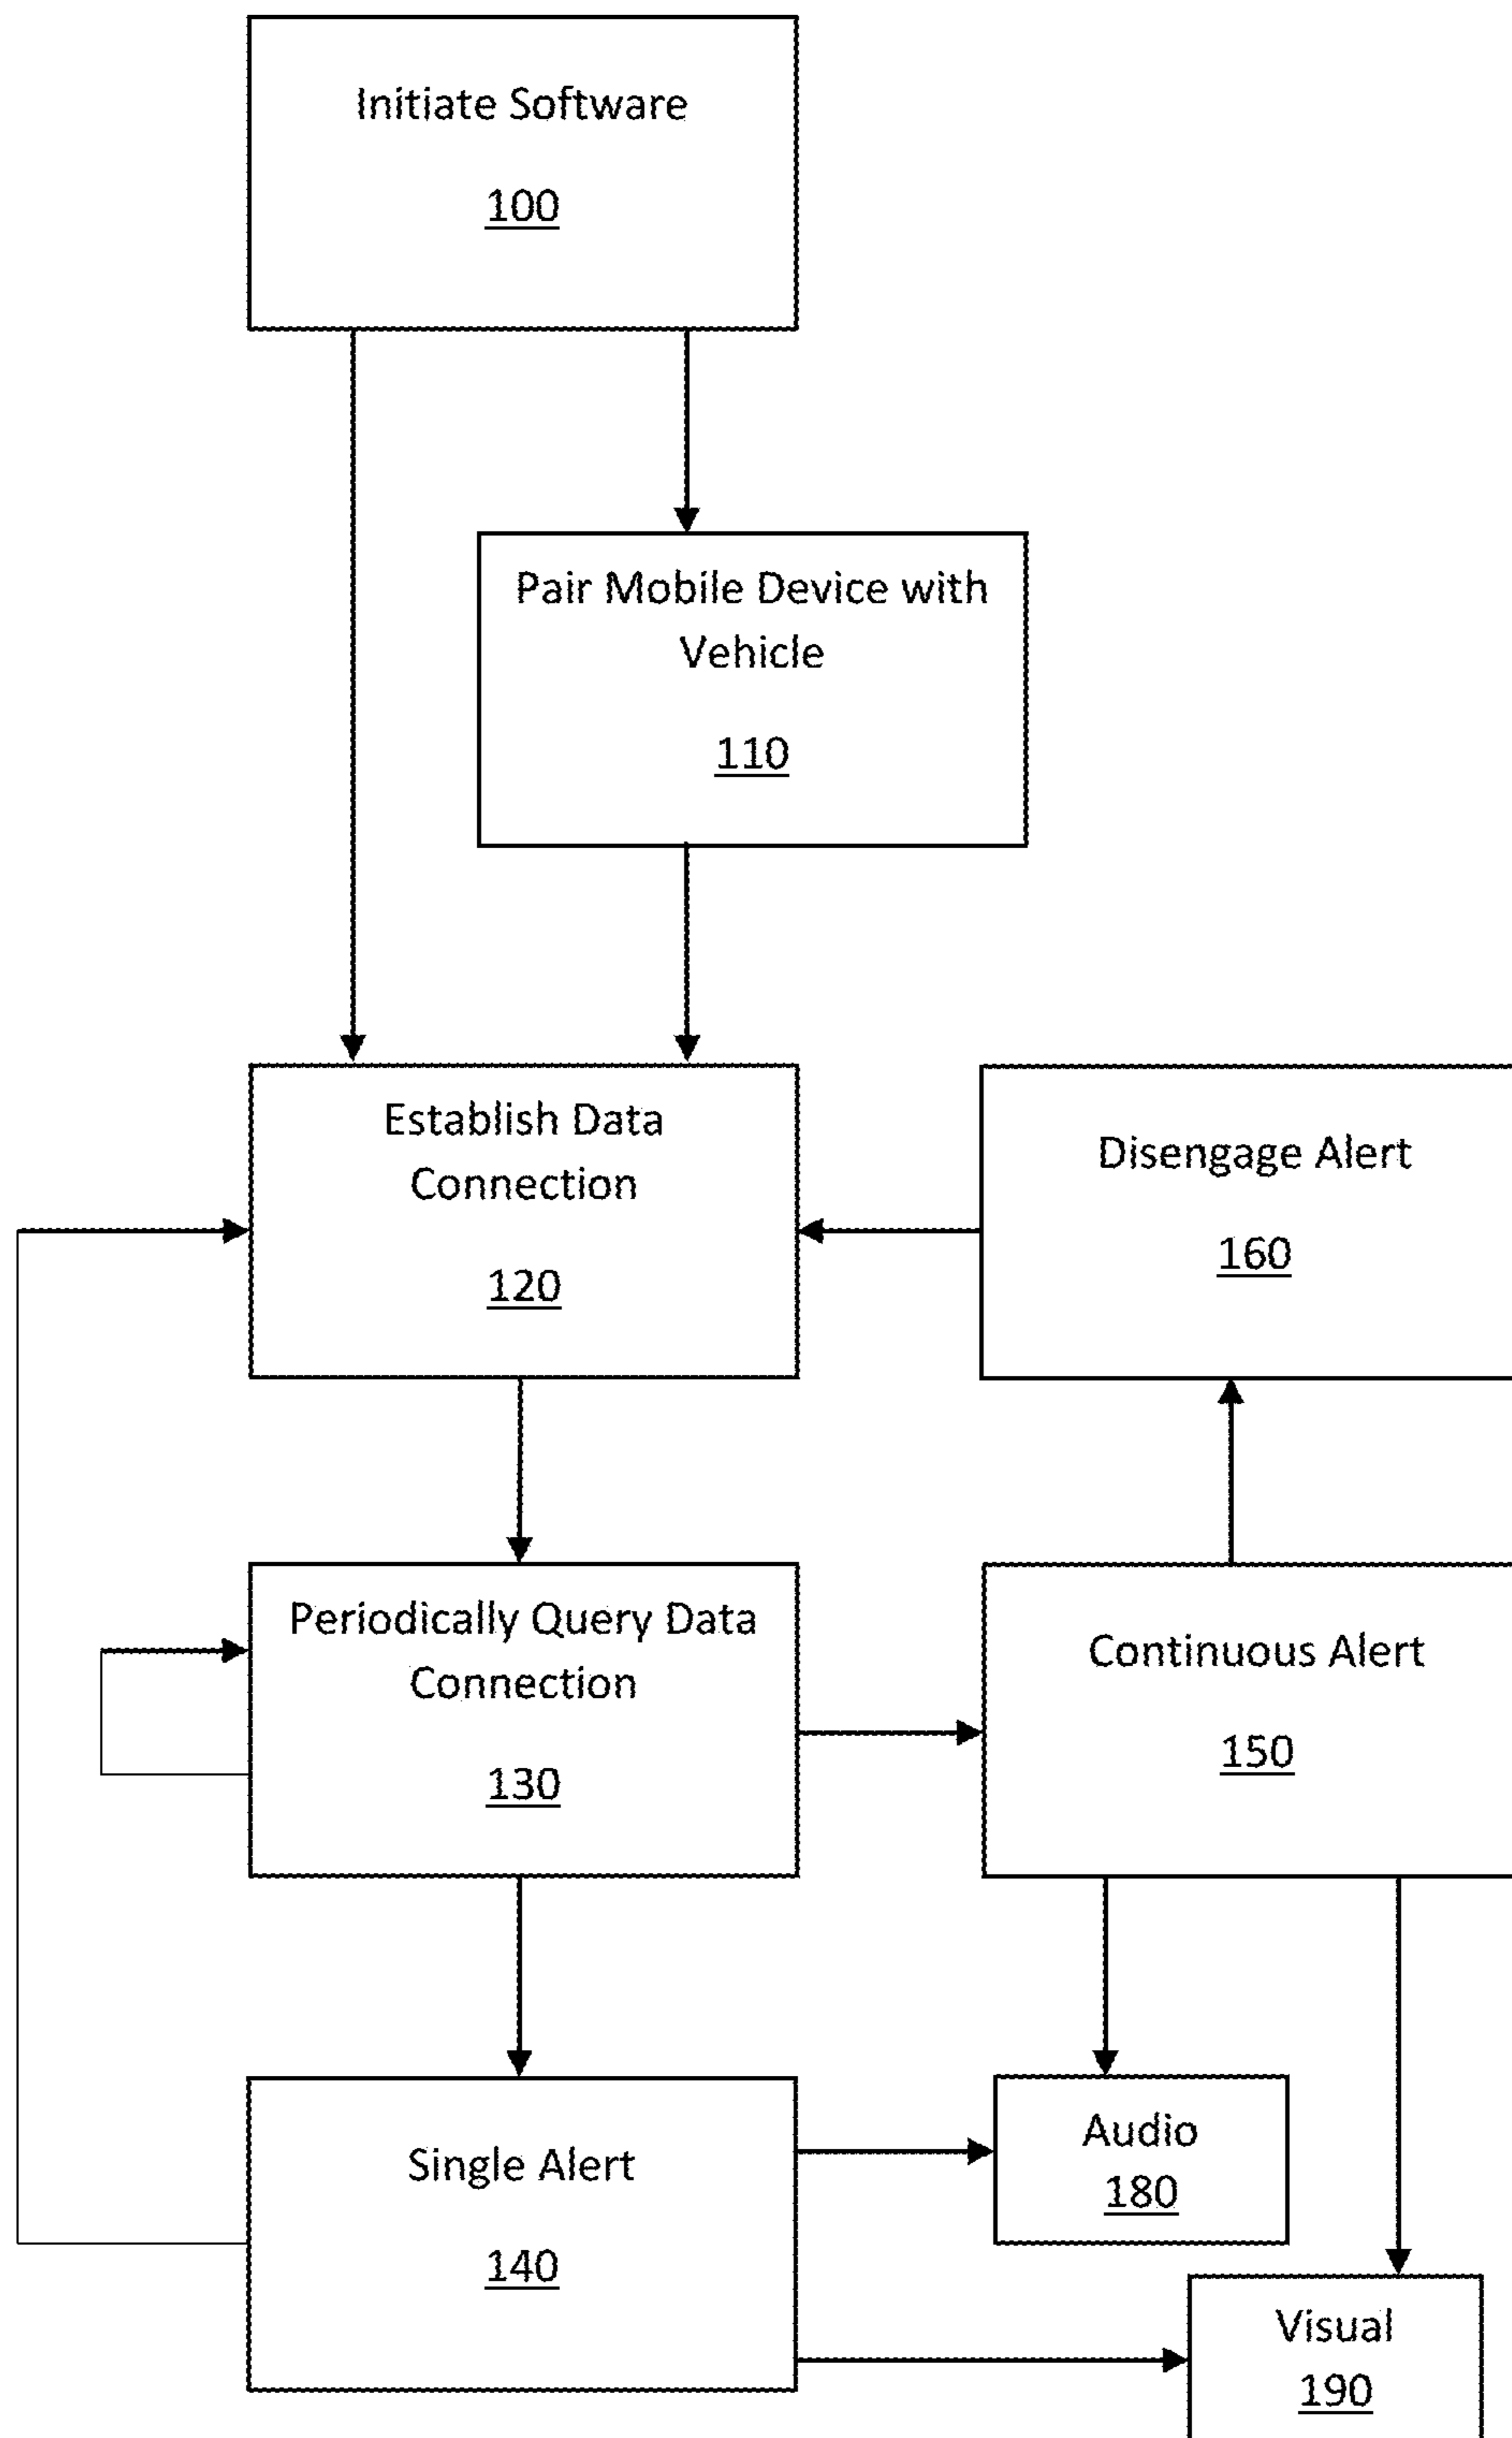 Initiate Software
100
Pair Mobile Device with
Vehicle
110
Establish Data
Connection
120
Disengage Alert
160
Periodically Query Data
Connection
130
Continuous Alert
150
Single Alert
140
Audio
180
Visual
190